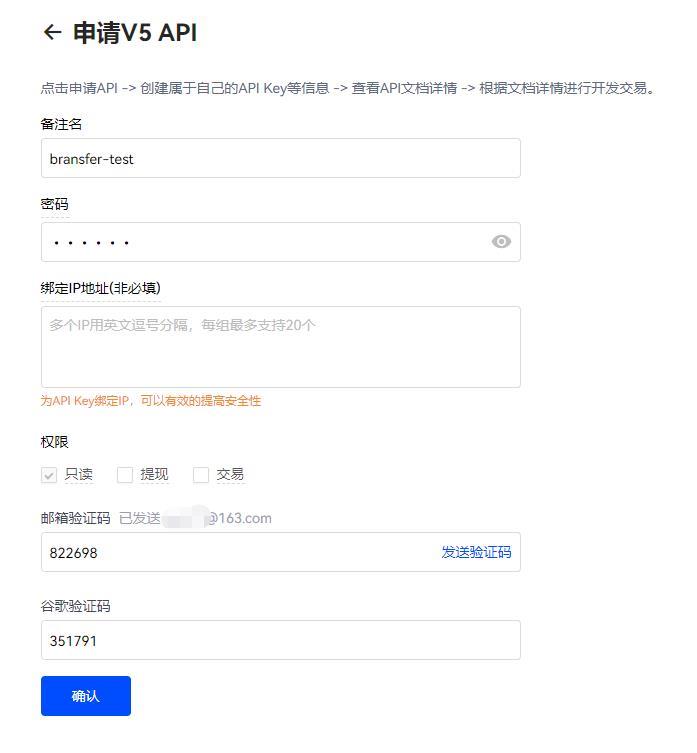 ← 申请V5 API
点击申请API -> 创建属于自己的API Key等信息 -> 查看API文档详情 -> 根据文档详情进行开发交易。
备注名
bransfer-test
密码
••••••
绑定IP地址(非必填)
多个IP用英文逗号分隔，每组最多支持20个
为API Key绑定IP，可以有效的提高安全性
权限
只读 提现 交易
邮箱验证码 已发送 @163.com
822698 发送验证码
谷歌验证码
351791
确认